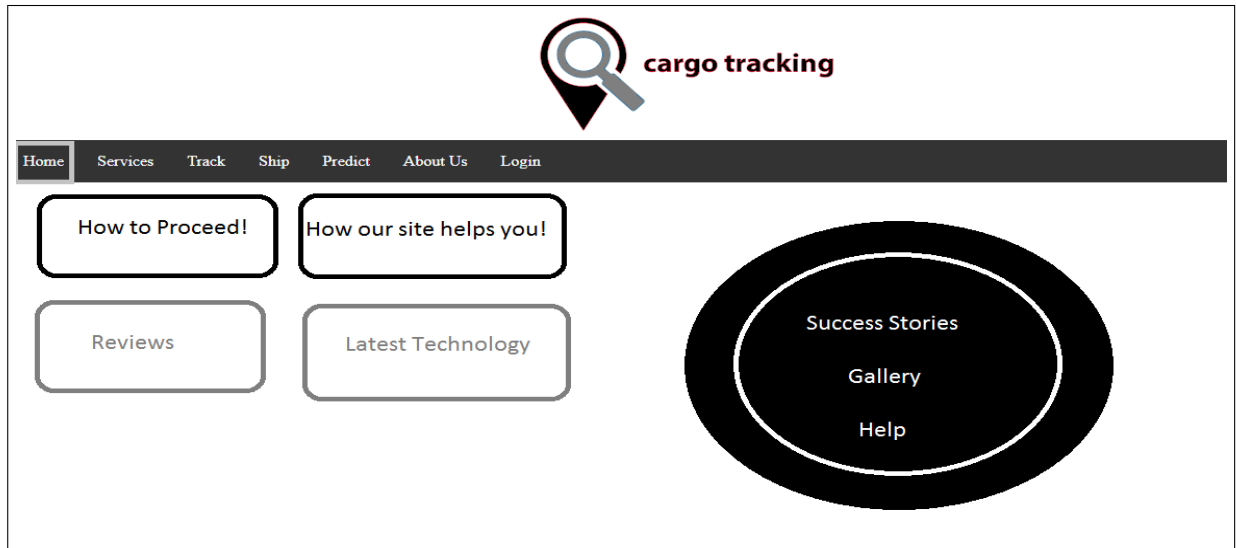 cargo tracking
Home Services Track Ship Predict About Us Login
How to Proceed! How our site helps you!
Reviews Latest Technology
Success Stories
Gallery
Help